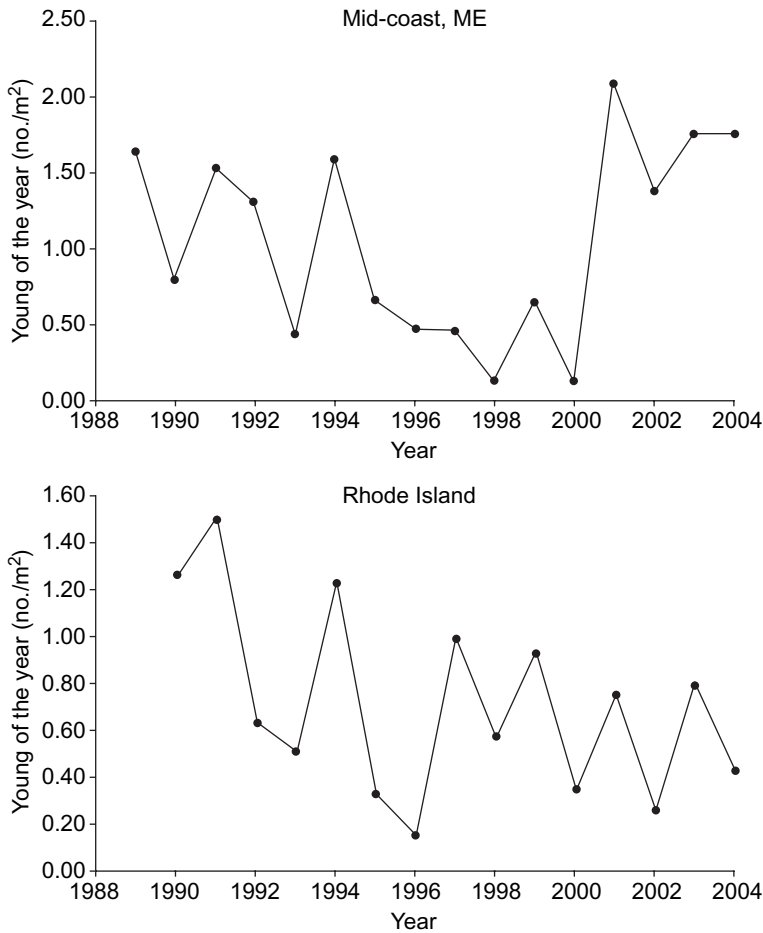 Mid-coast, ME
Young of the year (no./m²)
2.50
2.00
1.50
1.00
0.50
0.00
1988 1990 1992 1994 1996 1998 2000 2002 2004
Year
Rhode Island
Young of the year (no./m²)
1.60
1.40
1.20
1.00
0.80
0.60
0.40
0.20
0.00
1988 1990 1992 1994 1996 1998 2000 2002 2004
Year